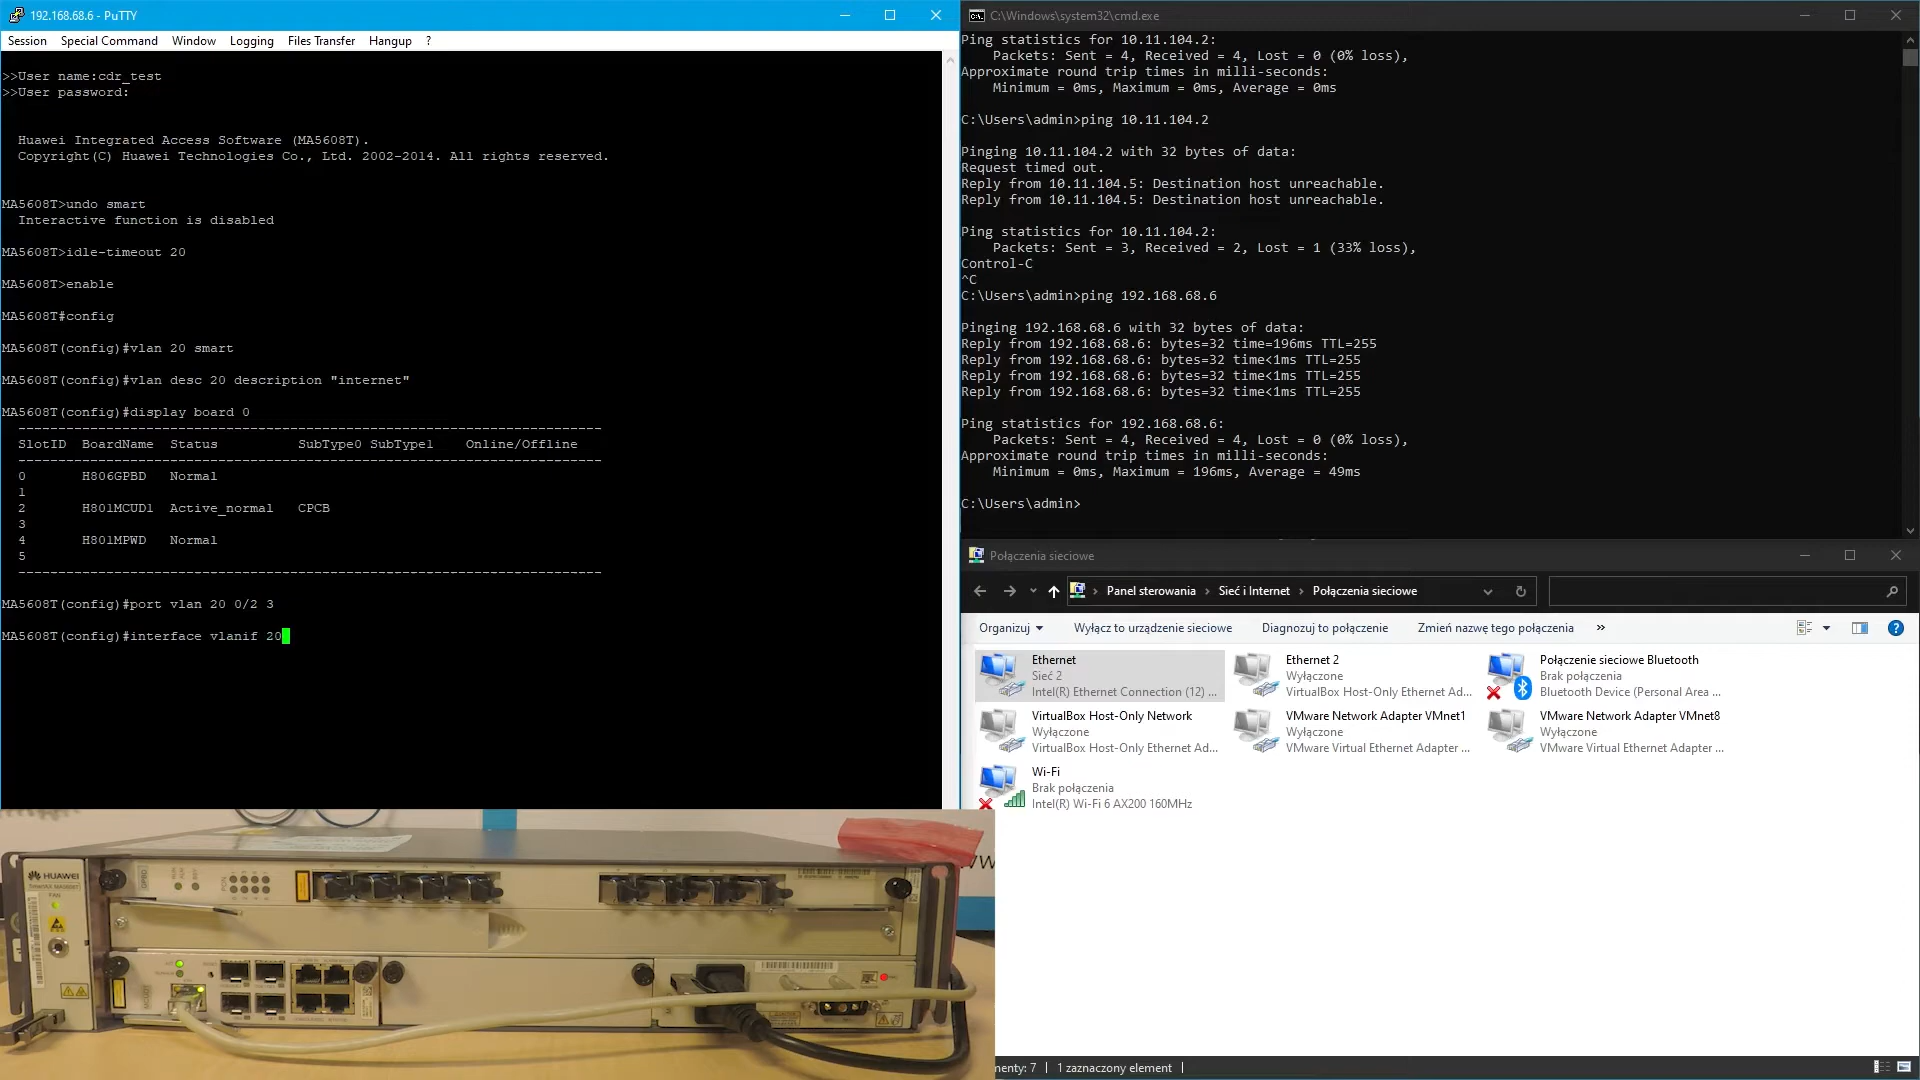 192.168.68.6 - PuTTY
Session Special Command Window Logging Files Transfer Hangup ?
>>User name:cdr_test
>>User password:
Huawei Integrated Access Software (MA5608T).
Copyright(C) Huawei Technologies Co., Ltd. 2002-2014. All rights reserved.
MA5608T>undo smart
Interactive function is disabled
MA5608T>idle-timeout 20
MA5608T>enable
MA5608T#config
MA5608T(config)#vlan 20 smart
MA5608T(config)#vlan desc 20 description "internet"
MA5608T(config)#display board 0
-------------------------------------------------------------------------
SlotID BoardName Status SubType0 SubType1 Online/Offline
-------------------------------------------------------------------------
0 H806GPBD Normal
1
2 H801MCUD1 Active_normal CPCB
3
4 H801MPWD Normal
5
-------------------------------------------------------------------------
MA5608T(config)#port vlan 20 0/2 3
MA5608T(config)#interface vlanif 20
C:\Windows\system32\cmd.exe
Ping statistics for 10.11.104.2:
Packets: Sent = 4, Received = 4, Lost = 0 (0% loss),
Approximate round trip times in milli-seconds:
Minimum = 0ms, Maximum = 0ms, Average = 0ms
C:\Users\admin>ping 10.11.104.2
Pinging 10.11.104.2 with 32 bytes of data:
Request timed out.
Reply from 10.11.104.5: Destination host unreachable.
Reply from 10.11.104.5: Destination host unreachable.
Ping statistics for 10.11.104.2:
Packets: Sent = 3, Received = 2, Lost = 1 (33% loss),
Control-C
^C
C:\Users\admin>ping 192.168.68.6
Pinging 192.168.68.6 with 32 bytes of data:
Reply from 192.168.68.6: bytes=32 time=196ms TTL=255
Reply from 192.168.68.6: bytes=32 time<1ms TTL=255
Reply from 192.168.68.6: bytes=32 time<1ms TTL=255
Reply from 192.168.68.6: bytes=32 time<1ms TTL=255
Ping statistics for 192.168.68.6:
Packets: Sent = 4, Received = 4, Lost = 0 (0% loss),
Approximate round trip times in milli-seconds:
Minimum = 0ms, Maximum = 196ms, Average = 49ms
C:\Users\admin>
Połączenia sieciowe
Panel sterowania > Sieć i Internet > Połączenia sieciowe
Organizuj Wyłącz to urządzenie sieciowe Diagnozuj to połączenie Zmień nazwę tego połączenia »
Ethernet
Sieć 2
Intel(R) Ethernet Connection (12) ...
Ethernet 2
Wyłączone
VirtualBox Host-Only Ethernet Ad...
Połączenie sieciowe Bluetooth
Brak połączenia
Bluetooth Device (Personal Area ...
VirtualBox Host-Only Network
Wyłączone
VirtualBox Host-Only Ethernet Ad...
VMware Network Adapter VMnet1
Wyłączone
VMware Virtual Ethernet Adapter ...
VMware Network Adapter VMnet8
Wyłączone
VMware Virtual Ethernet Adapter ...
Wi-Fi
Brak połączenia
Intel(R) Wi-Fi 6 AX200 160MHz
HUAWEI
menty: 7 1 zaznaczony element